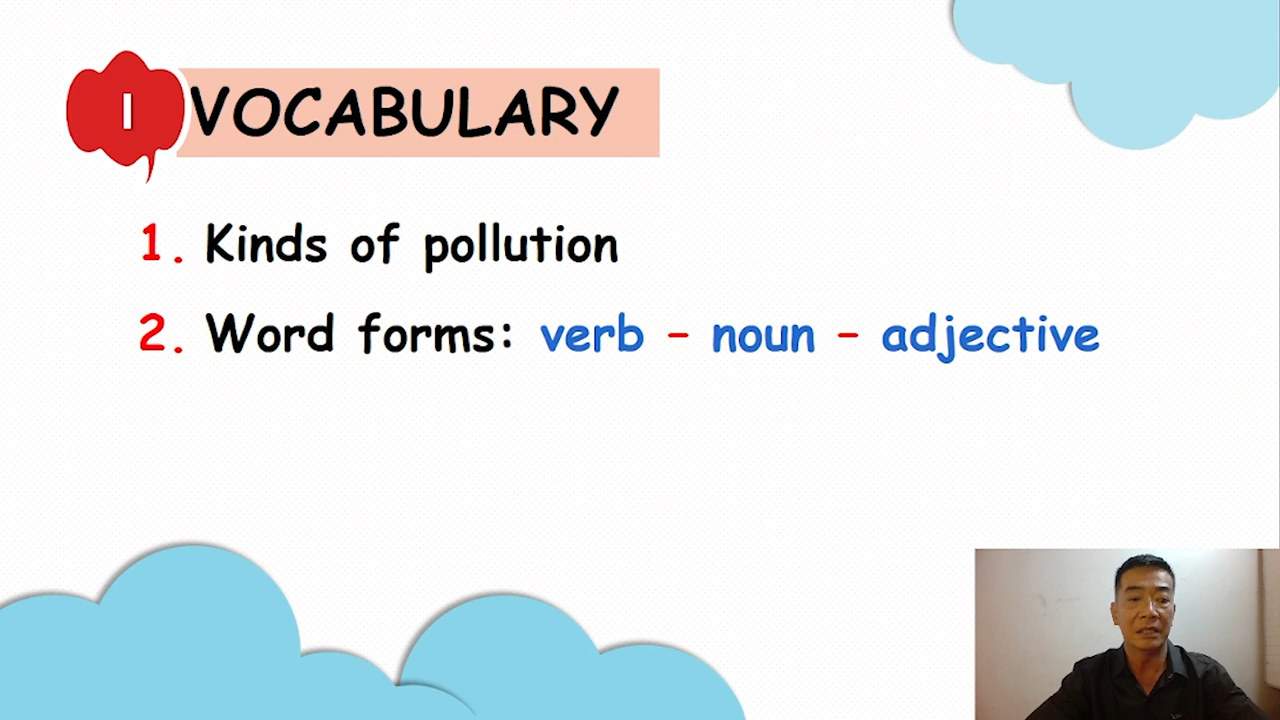 I VOCABULARY
1. Kinds of pollution
2. Word forms: verb - noun - adjective